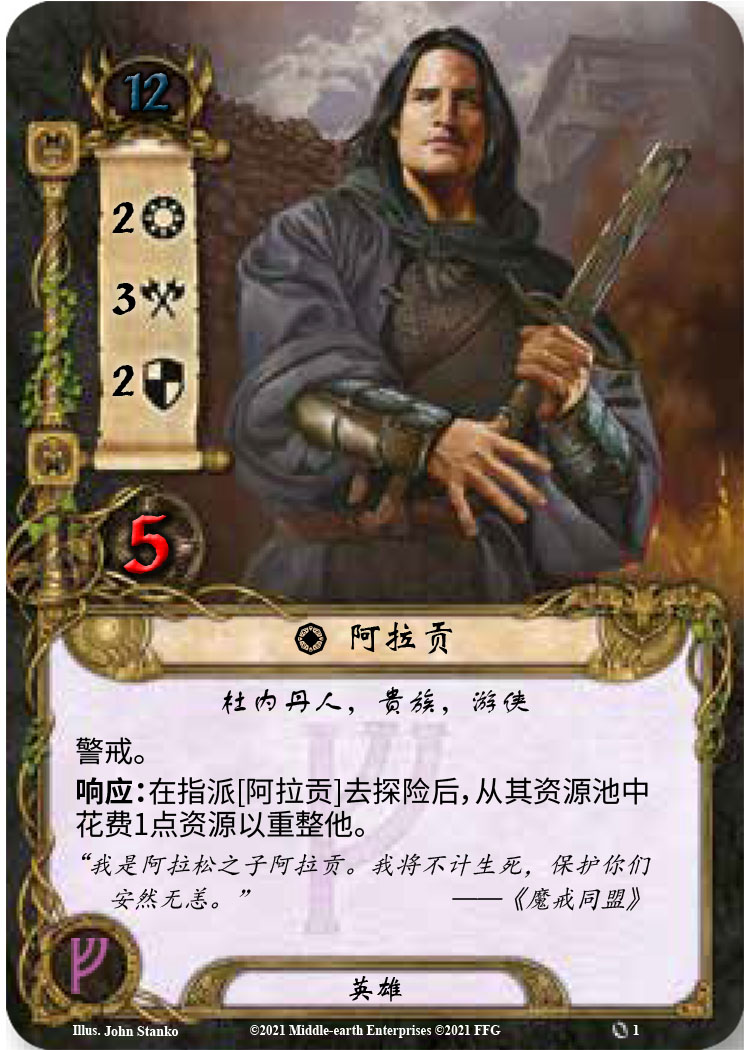 12
2
3
2
5
阿拉贡
杜内丹人，贵族，游侠
警戒。
响应：在指派[阿拉贡]去探险后，从其资源池中
花费1点资源以重整他。
“我是阿拉松之子阿拉贡。我将不计生死，保护你们
安然无恙。” ——《魔戒同盟》
英雄
Illus. John Stanko ©2021 Middle-earth Enterprises ©2021 FFG 1